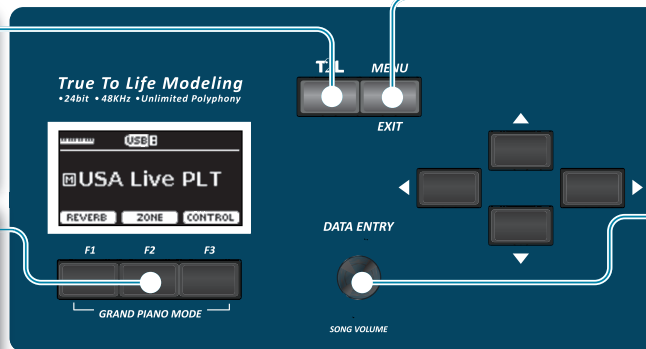 True To Life Modeling
•24bit •48KHz •Unlimited Polyphony
T2L MENU
EXIT
USB
M USA Live PLT
REVERB ZONE CONTROL
F1 F2 F3
GRAND PIANO MODE
DATA ENTRY
SONG VOLUME